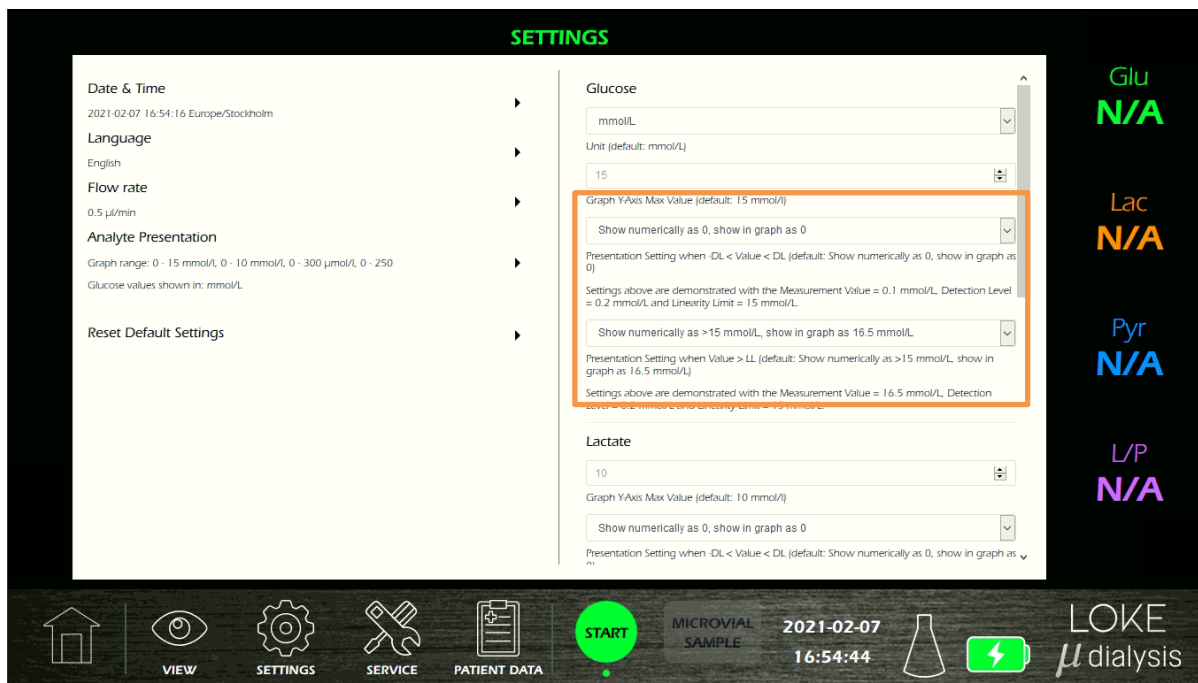 SETTINGS
Date & Time
2021-02-07 16:54:16 Europe/Stockholm
Language
English
Flow rate
0.5 µl/min
Analyte Presentation
Graph range: 0 - 15 mmol/l, 0 - 10 mmol/l, 0 - 300 µmol/l, 0 - 250
Glucose values shown in: mmol/L
Reset Default Settings
Glucose
mmol/L
Unit (default: mmol/L)
15
Graph Y-Axis Max Value (default: 15 mmol/l)
Show numerically as 0, show in graph as 0
Presentation Setting when -DL < Value < DL (default: Show numerically as 0, show in graph as
0)
Settings above are demonstrated with the Measurement Value = 0.1 mmol/L, Detection Level
= 0.2 mmol/L and Linearity Limit = 15 mmol/L.
Show numerically as >15 mmol/L, show in graph as 16.5 mmol/L
Presentation Setting when Value > LL (default: Show numerically as >15 mmol/L, show in
graph as 16.5 mmol/L)
Settings above are demonstrated with the Measurement Value = 16.5 mmol/L, Detection
Level = 0.2 mmol/L and Linearity Limit = 15 mmol/L.
Lactate
10
Graph Y-Axis Max Value (default: 10 mmol/l)
Show numerically as 0, show in graph as 0
Presentation Setting when -DL < Value < DL (default: Show numerically as 0, show in graph as
Glu
N/A
Lac
N/A
Pyr
N/A
L/P
N/A
VIEW
SETTINGS
SERVICE
PATIENT DATA
START
MICROVIAL
SAMPLE
2021-02-07
16:54:44
LOKE
µ dialysis